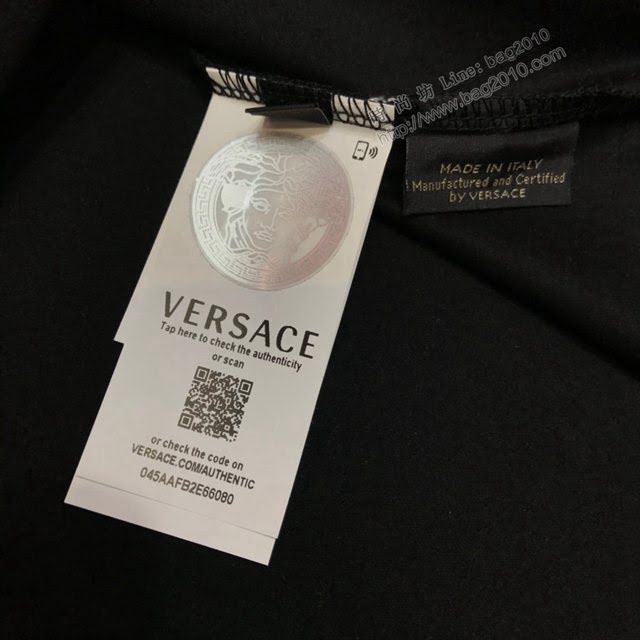 Line: bag2010
http://www.bag2010.com
MADE IN ITALY
Manufactured and Certified
by VERSACE
VERSACE
Tap here to check the authenticity
or scan
or check the code on
VERSACE.COM/AUTHENTIC
045AAFB2E66080